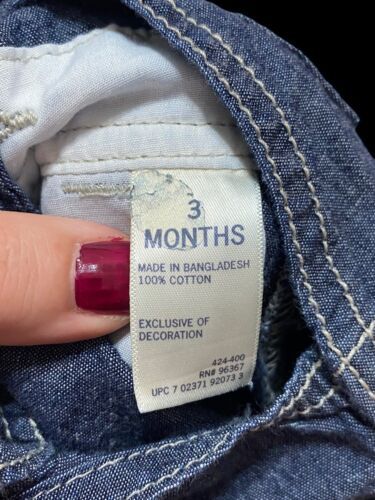 3
MONTHS
MADE IN BANGLADESH
100% COTTON
EXCLUSIVE OF
DECORATION
424-400
RN# 96367
UPC 7 02371 92073 3